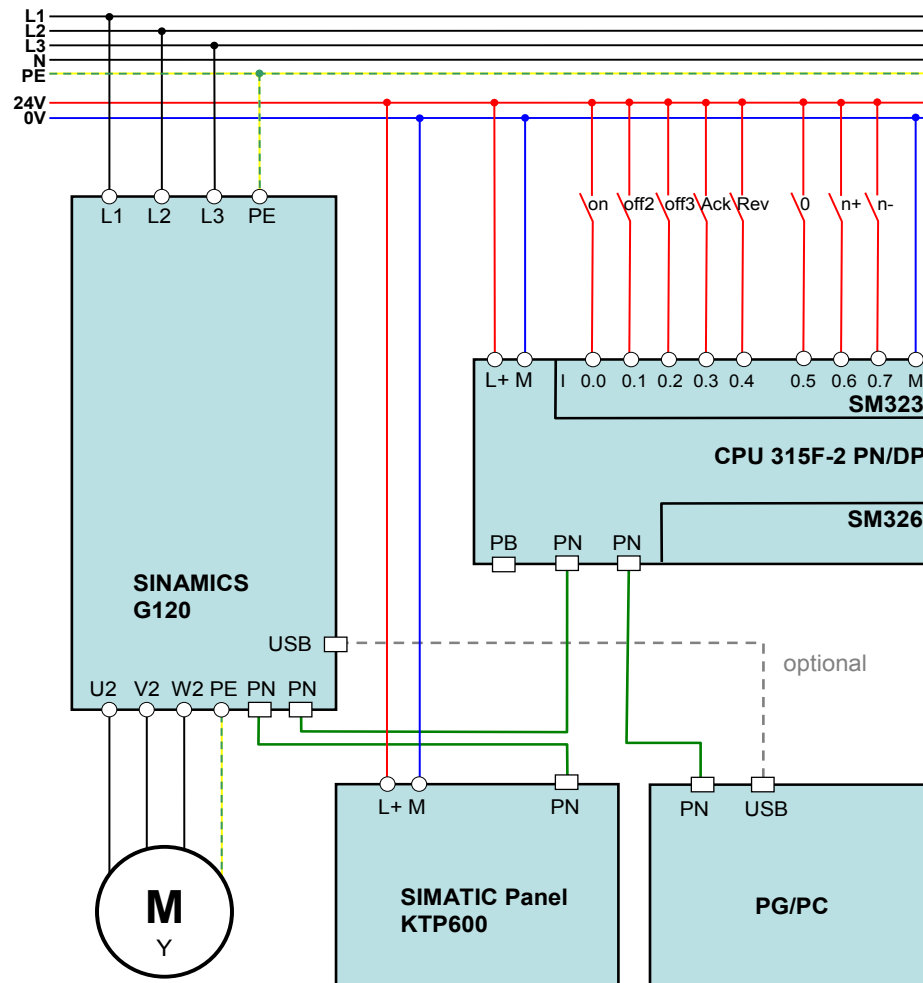 L1
L2
L3
N
PE
24V
0V
L1 L2 L3 PE
on off2 off3 Ack Rev 0 n+ n-
L+ M I 0.0 0.1 0.2 0.3 0.4 0.5 0.6 0.7 M
SM323
CPU 315F-2 PN/DP
SM326
PB PN PN
SINAMICS
G120
USB
optional
U2 V2 W2 PE PN PN
L+ M PN
PN USB
SIMATIC Panel
KTP600
PG/PC
M
Y